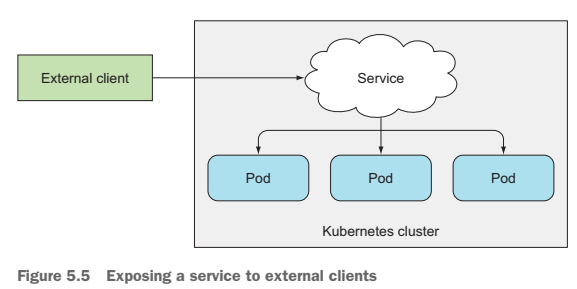 External client
Service
Pod
Pod
Pod
Kubernetes cluster
Figure 5.5 Exposing a service to external clients